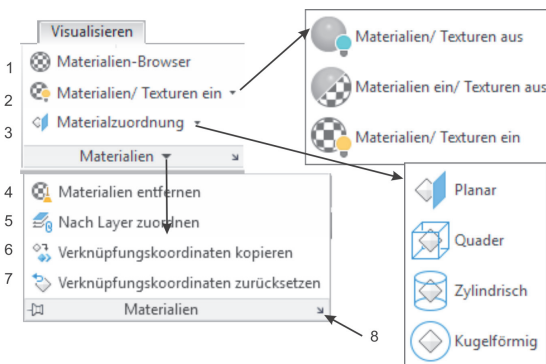 Visualisieren
1 Materialien-Browser
2 Materialien/ Texturen ein
3 Materialzuordnung
Materialien
4 Materialien entfernen
5 Nach Layer zuordnen
6 Verknüpfungskoordinaten kopieren
7 Verknüpfungskoordinaten zurücksetzen
Materialien
8
Materialien/ Texturen aus
Materialien ein/ Texturen aus
Materialien/ Texturen ein
Planar
Quader
Zylindrisch
Kugelförmig